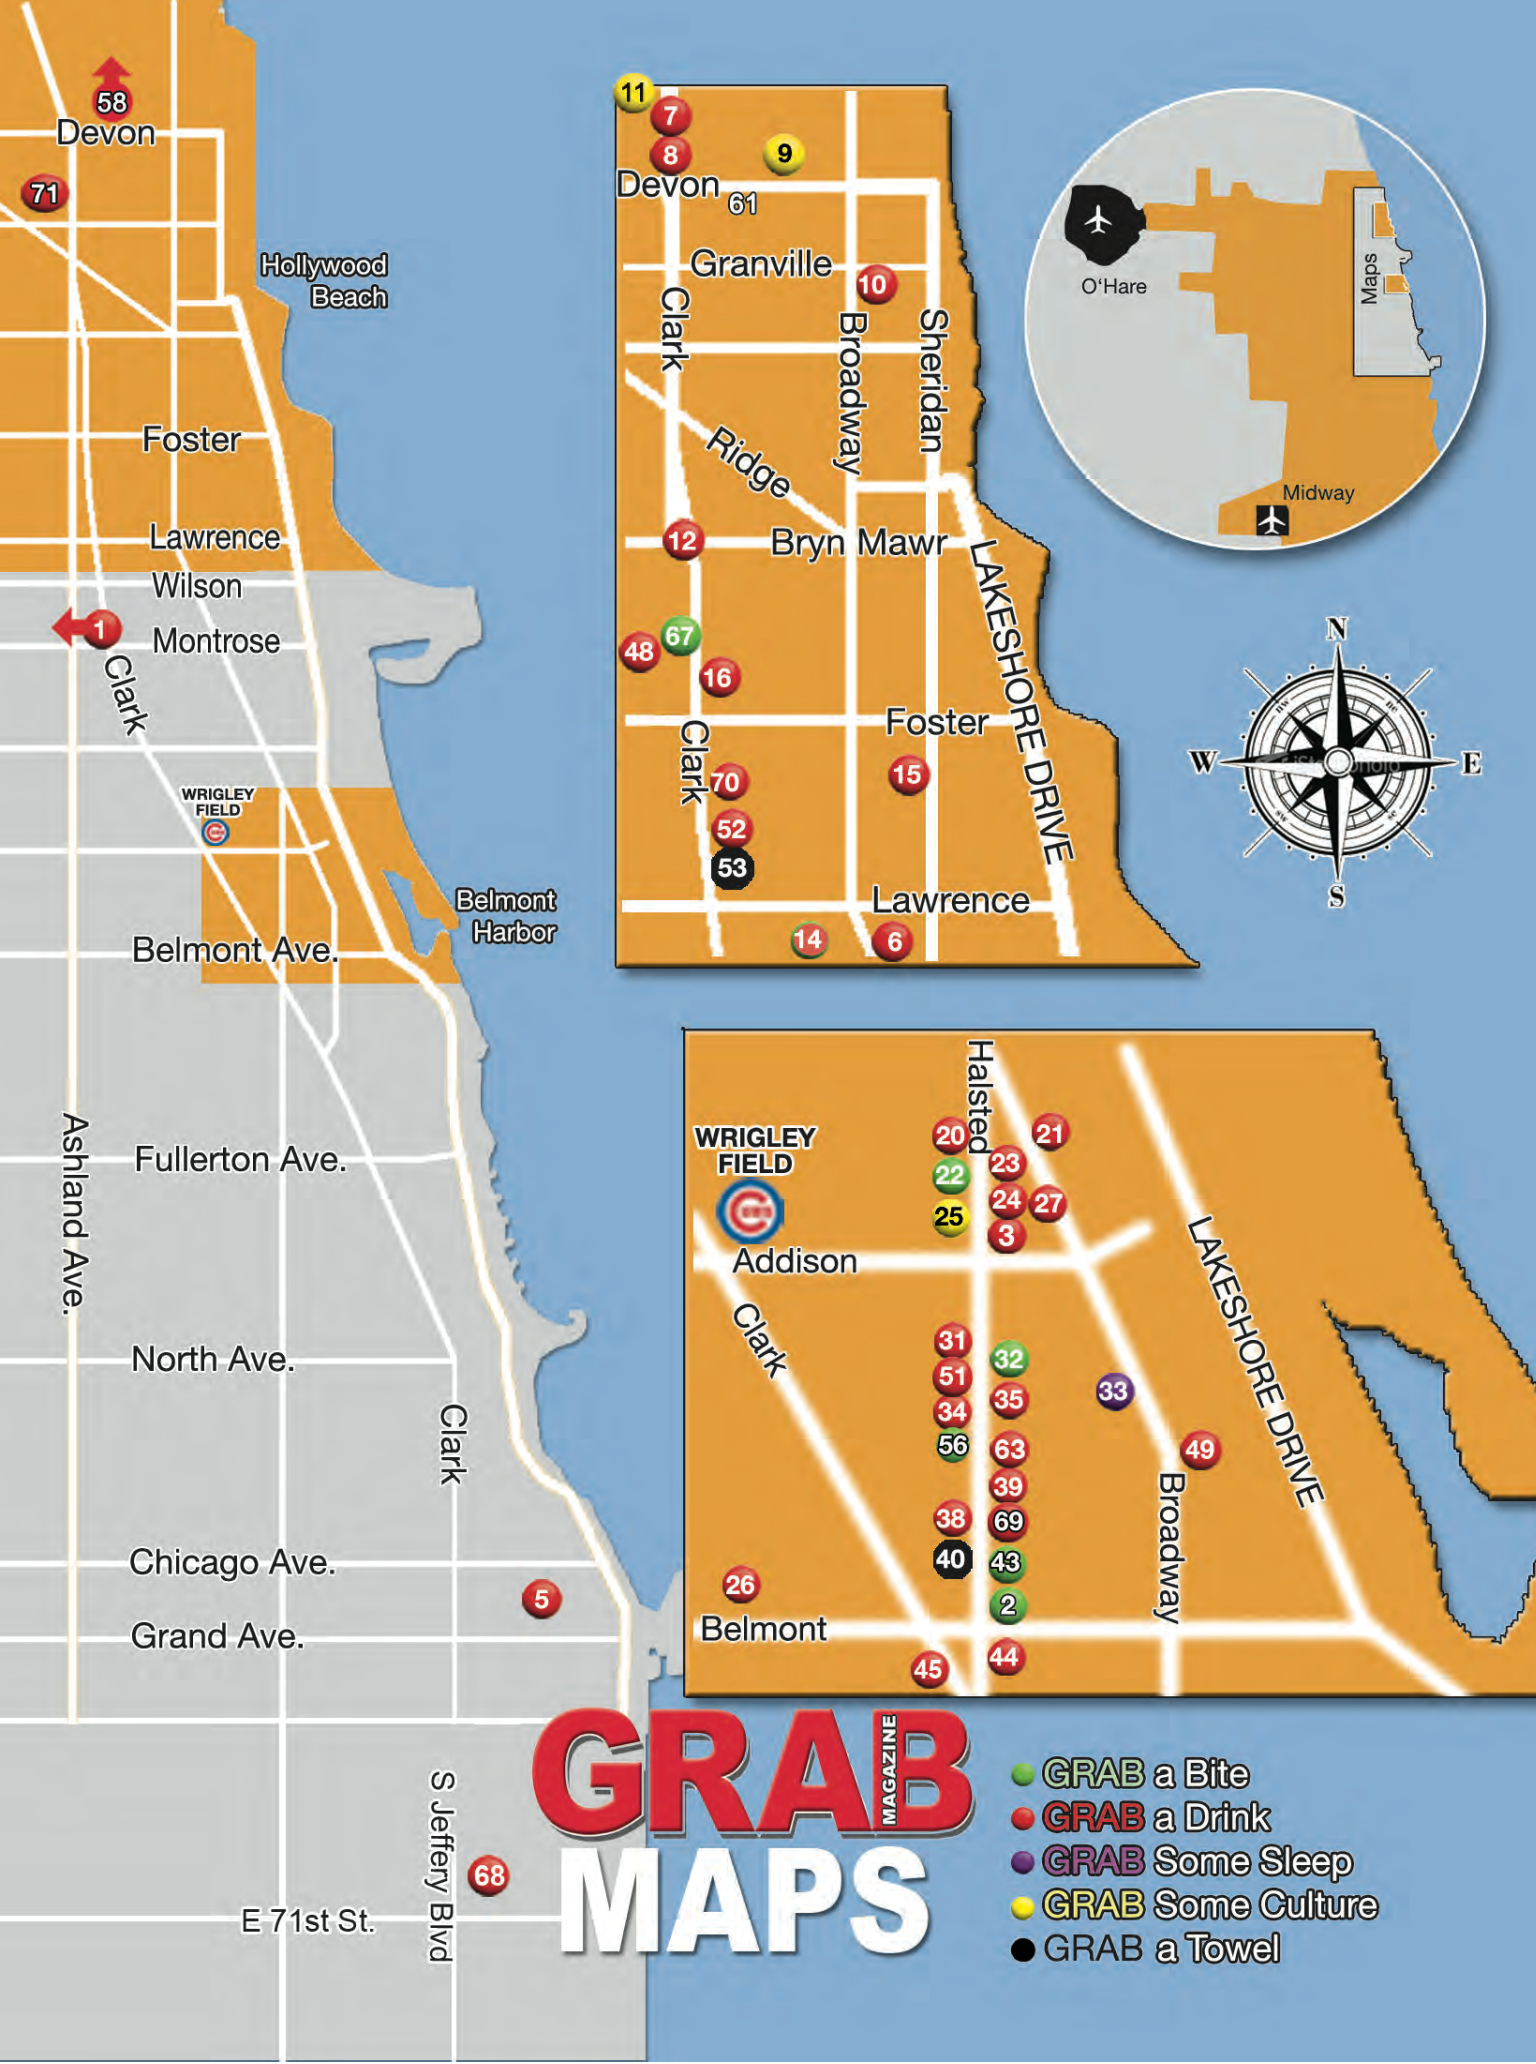 58
Devon
71
Hollywood
Beach
Foster
Lawrence
Wilson
1
Montrose
Clark
WRIGLEY
FIELD
Belmont
Harbor
Belmont Ave.
Ashland Ave.
Fullerton Ave.
North Ave.
Clark
Chicago Ave.
5
Grand Ave.
S Jeffery Blvd
68
E 71st St.
11
7
8
9
Devon
61
Granville
10
Clark
Broadway
Sheridan
Ridge
12
Bryn Mawr
LAKESHORE DRIVE
67
48
16
Foster
Clark
70
15
52
53
Lawrence
14
6
O'Hare
Maps
Midway
N
nw
ne
W
E
sw
se
S
Halsted
WRIGLEY
FIELD
20
21
22
23
25
24
27
3
Addison
Clark
LAKESHORE DRIVE
31
32
51
35
33
34
56
63
49
39
38
69
Broadway
40
43
26
2
Belmont
45
44
GRAB
MAGAZINE
MAPS
GRAB a Bite
GRAB a Drink
GRAB Some Sleep
GRAB Some Culture
GRAB a Towel